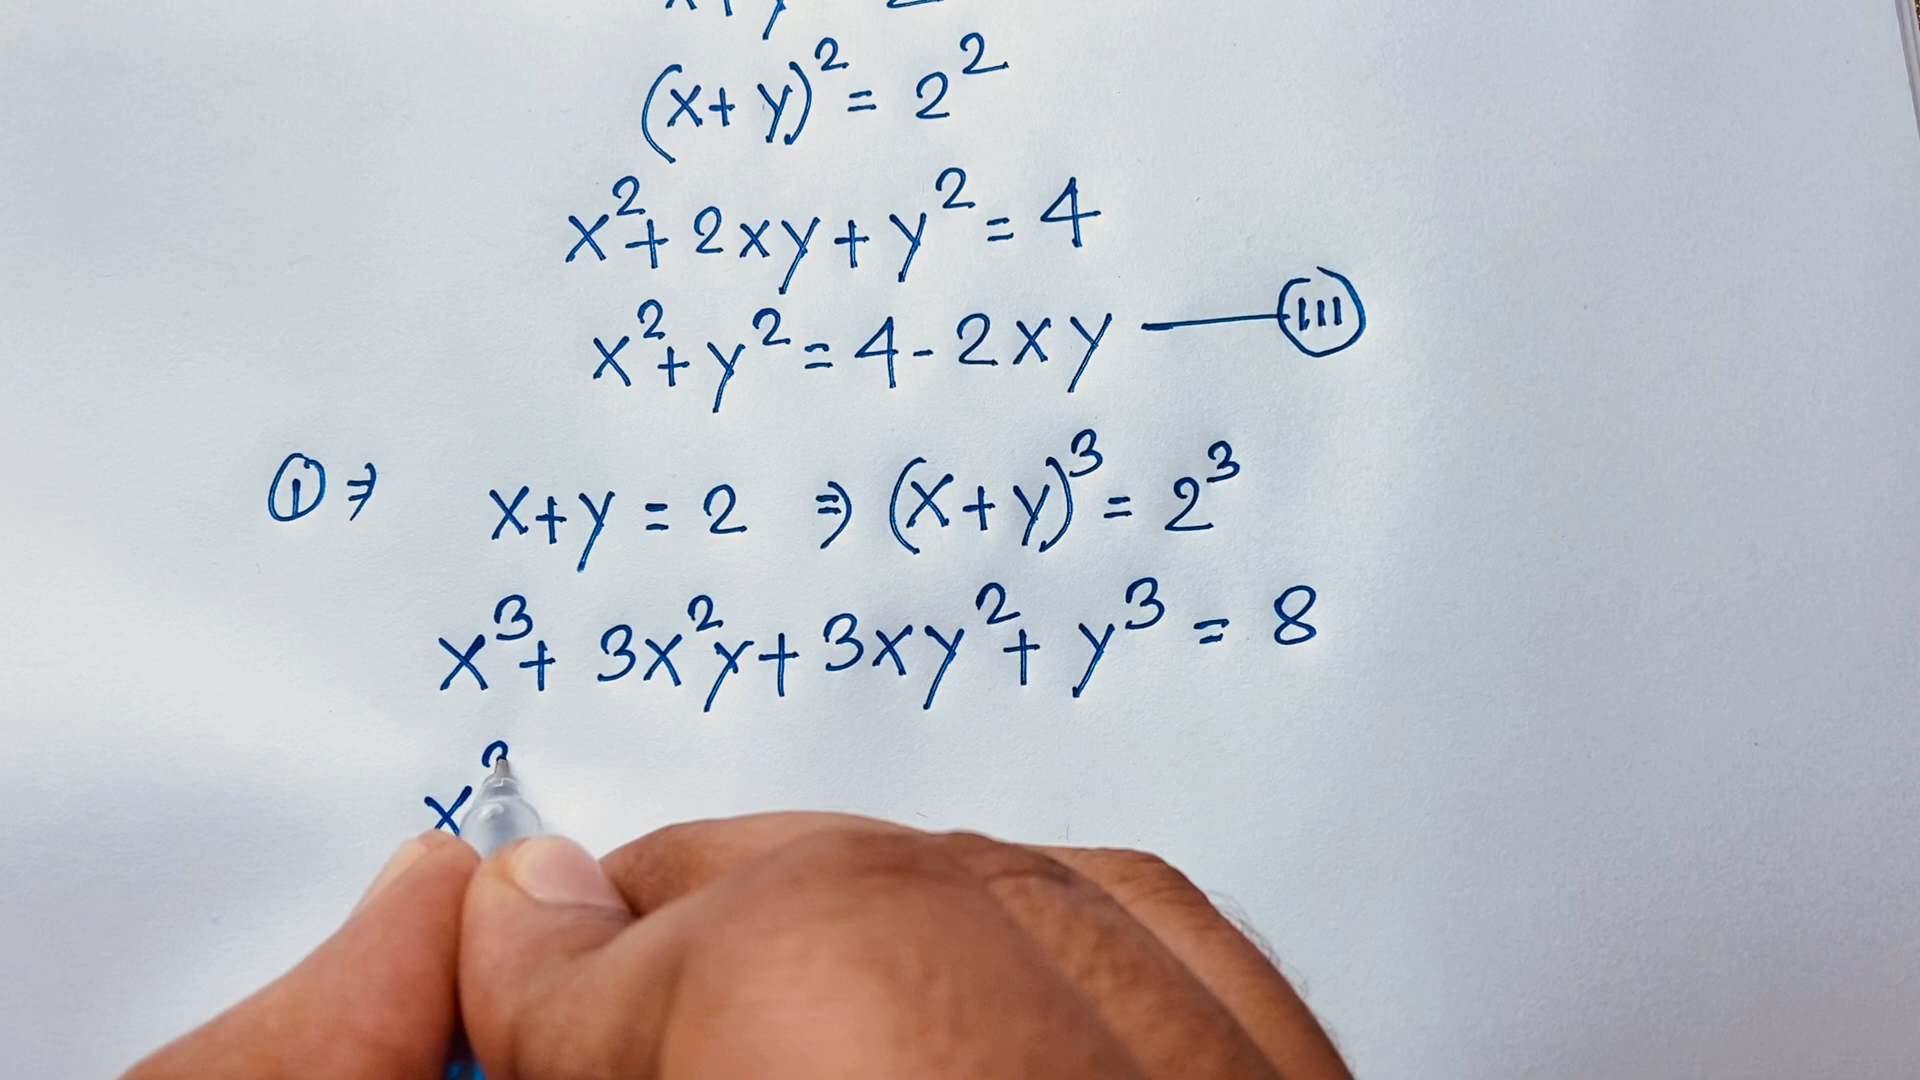 (x+y)² = 2²
x²+2xy+y² = 4
x²+y² = 4-2xy — (iii)
(i) ⇒ x+y = 2 ⇒ (x+y)³ = 2³
x³+3x²y+3xy²+y³ = 8
x